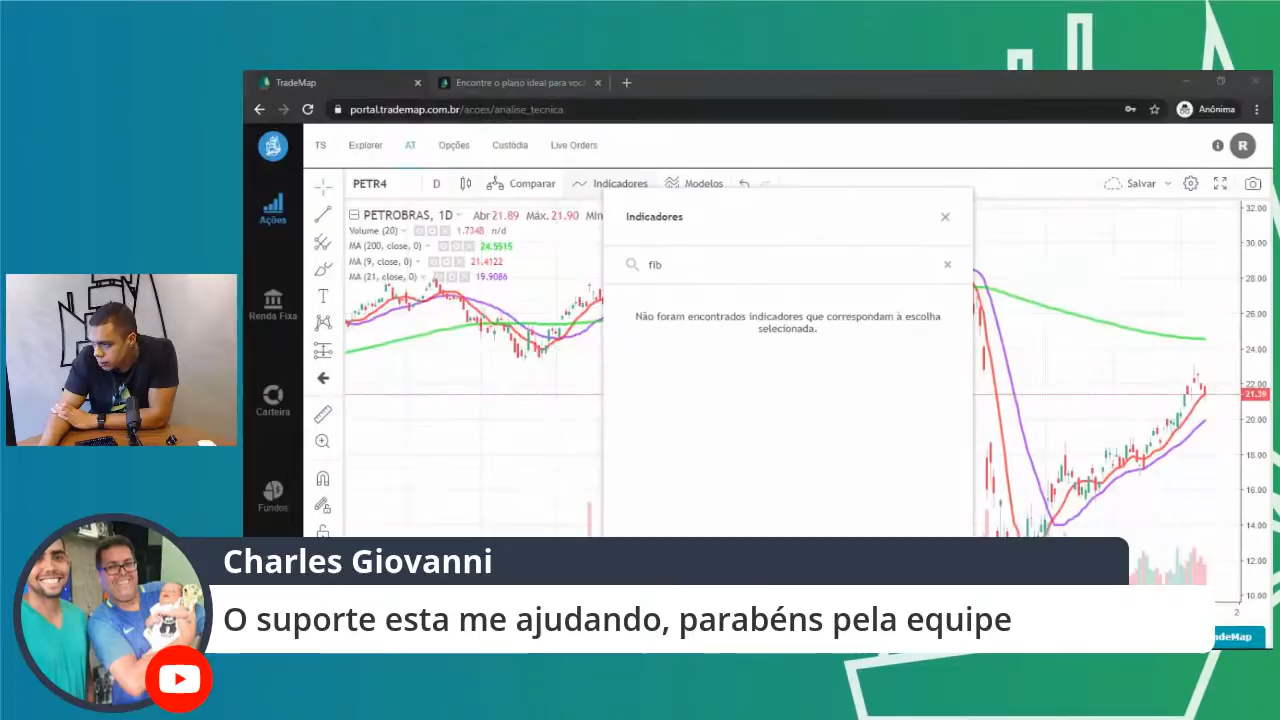 TradeMap
Encontre o plano ideal para você
portal.trademap.com.br/acoes/analise_tecnica
Anônima
TS Explorer AT Opções Custódia Live Orders
R
PETR4 D Comparar Indicadores Modelos Salvar
Ações
Renda Fixa
Carteira
Fundos
PETROBRAS, 1D Abr 21.89 Máx. 21.90 Mín
Volume (20) 1.7348 n/d
MA (200, close, 0) 24.5515
MA (9, close, 0) 21.4122
MA (21, close, 0) 19.9086
Indicadores
fib
Não foram encontrados indicadores que correspondam à escolha
selecionada.
32.00
30.00
28.00
26.00
24.00
22.00
21.39
20.00
18.00
16.00
14.00
12.00
10.00
2
adeMap
Charles Giovanni
O suporte esta me ajudando, parabéns pela equipe